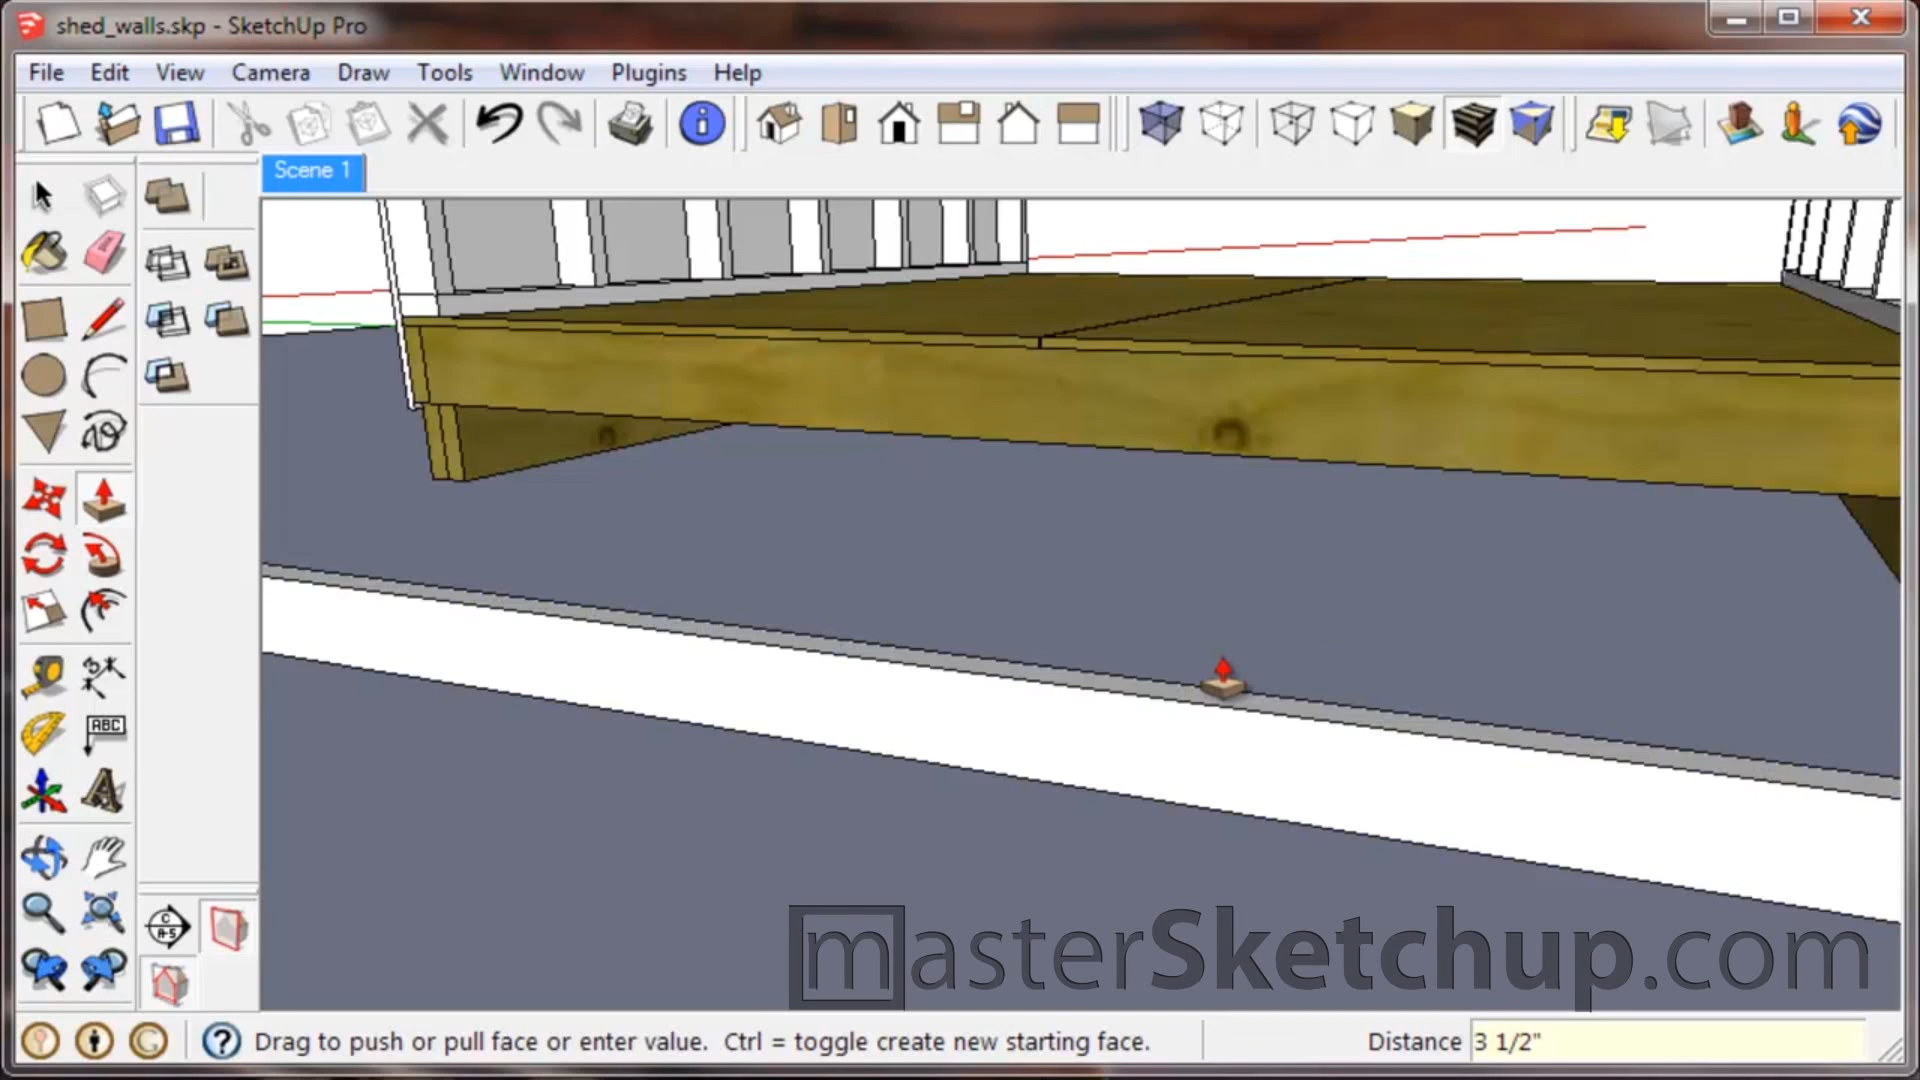 shed_walls.skp - SketchUp Pro
File Edit View Camera Draw Tools Window Plugins Help
Scene 1
ABC
C
A-5
masterSketchup.com
Drag to push or pull face or enter value. Ctrl = toggle create new starting face.
Distance 3 1/2"